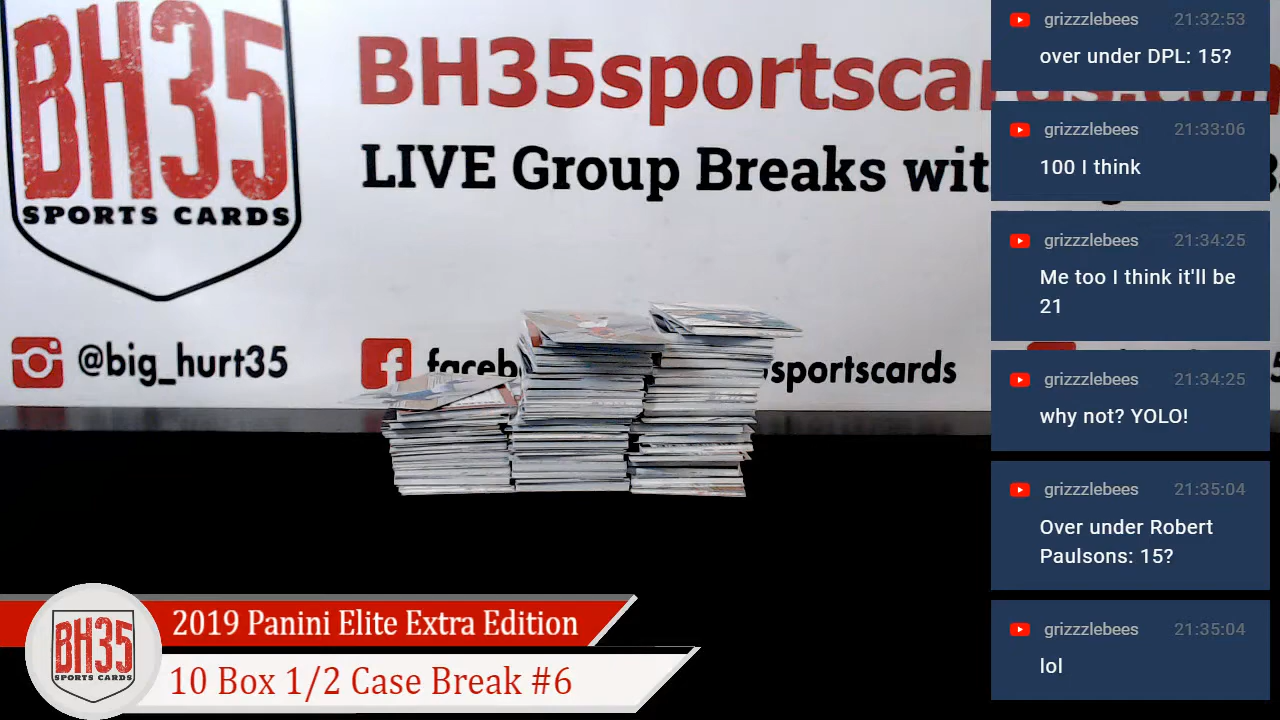 BH35
SPORTS CARDS
BH35sportscards.com
LIVE Group Breaks wit
@big_hurt35
faceb
sportscards
2019 Panini Elite Extra Edition
10 Box 1/2 Case Break #6
BH35
SPORTS CARDS
grizzzlebees 21:32:53
over under DPL: 15?
grizzzlebees 21:33:06
100 I think
grizzzlebees 21:34:25
Me too I think it'll be
21
grizzzlebees 21:34:25
why not? YOLO!
grizzzlebees 21:35:04
Over under Robert
Paulsons: 15?
grizzzlebees 21:35:04
lol